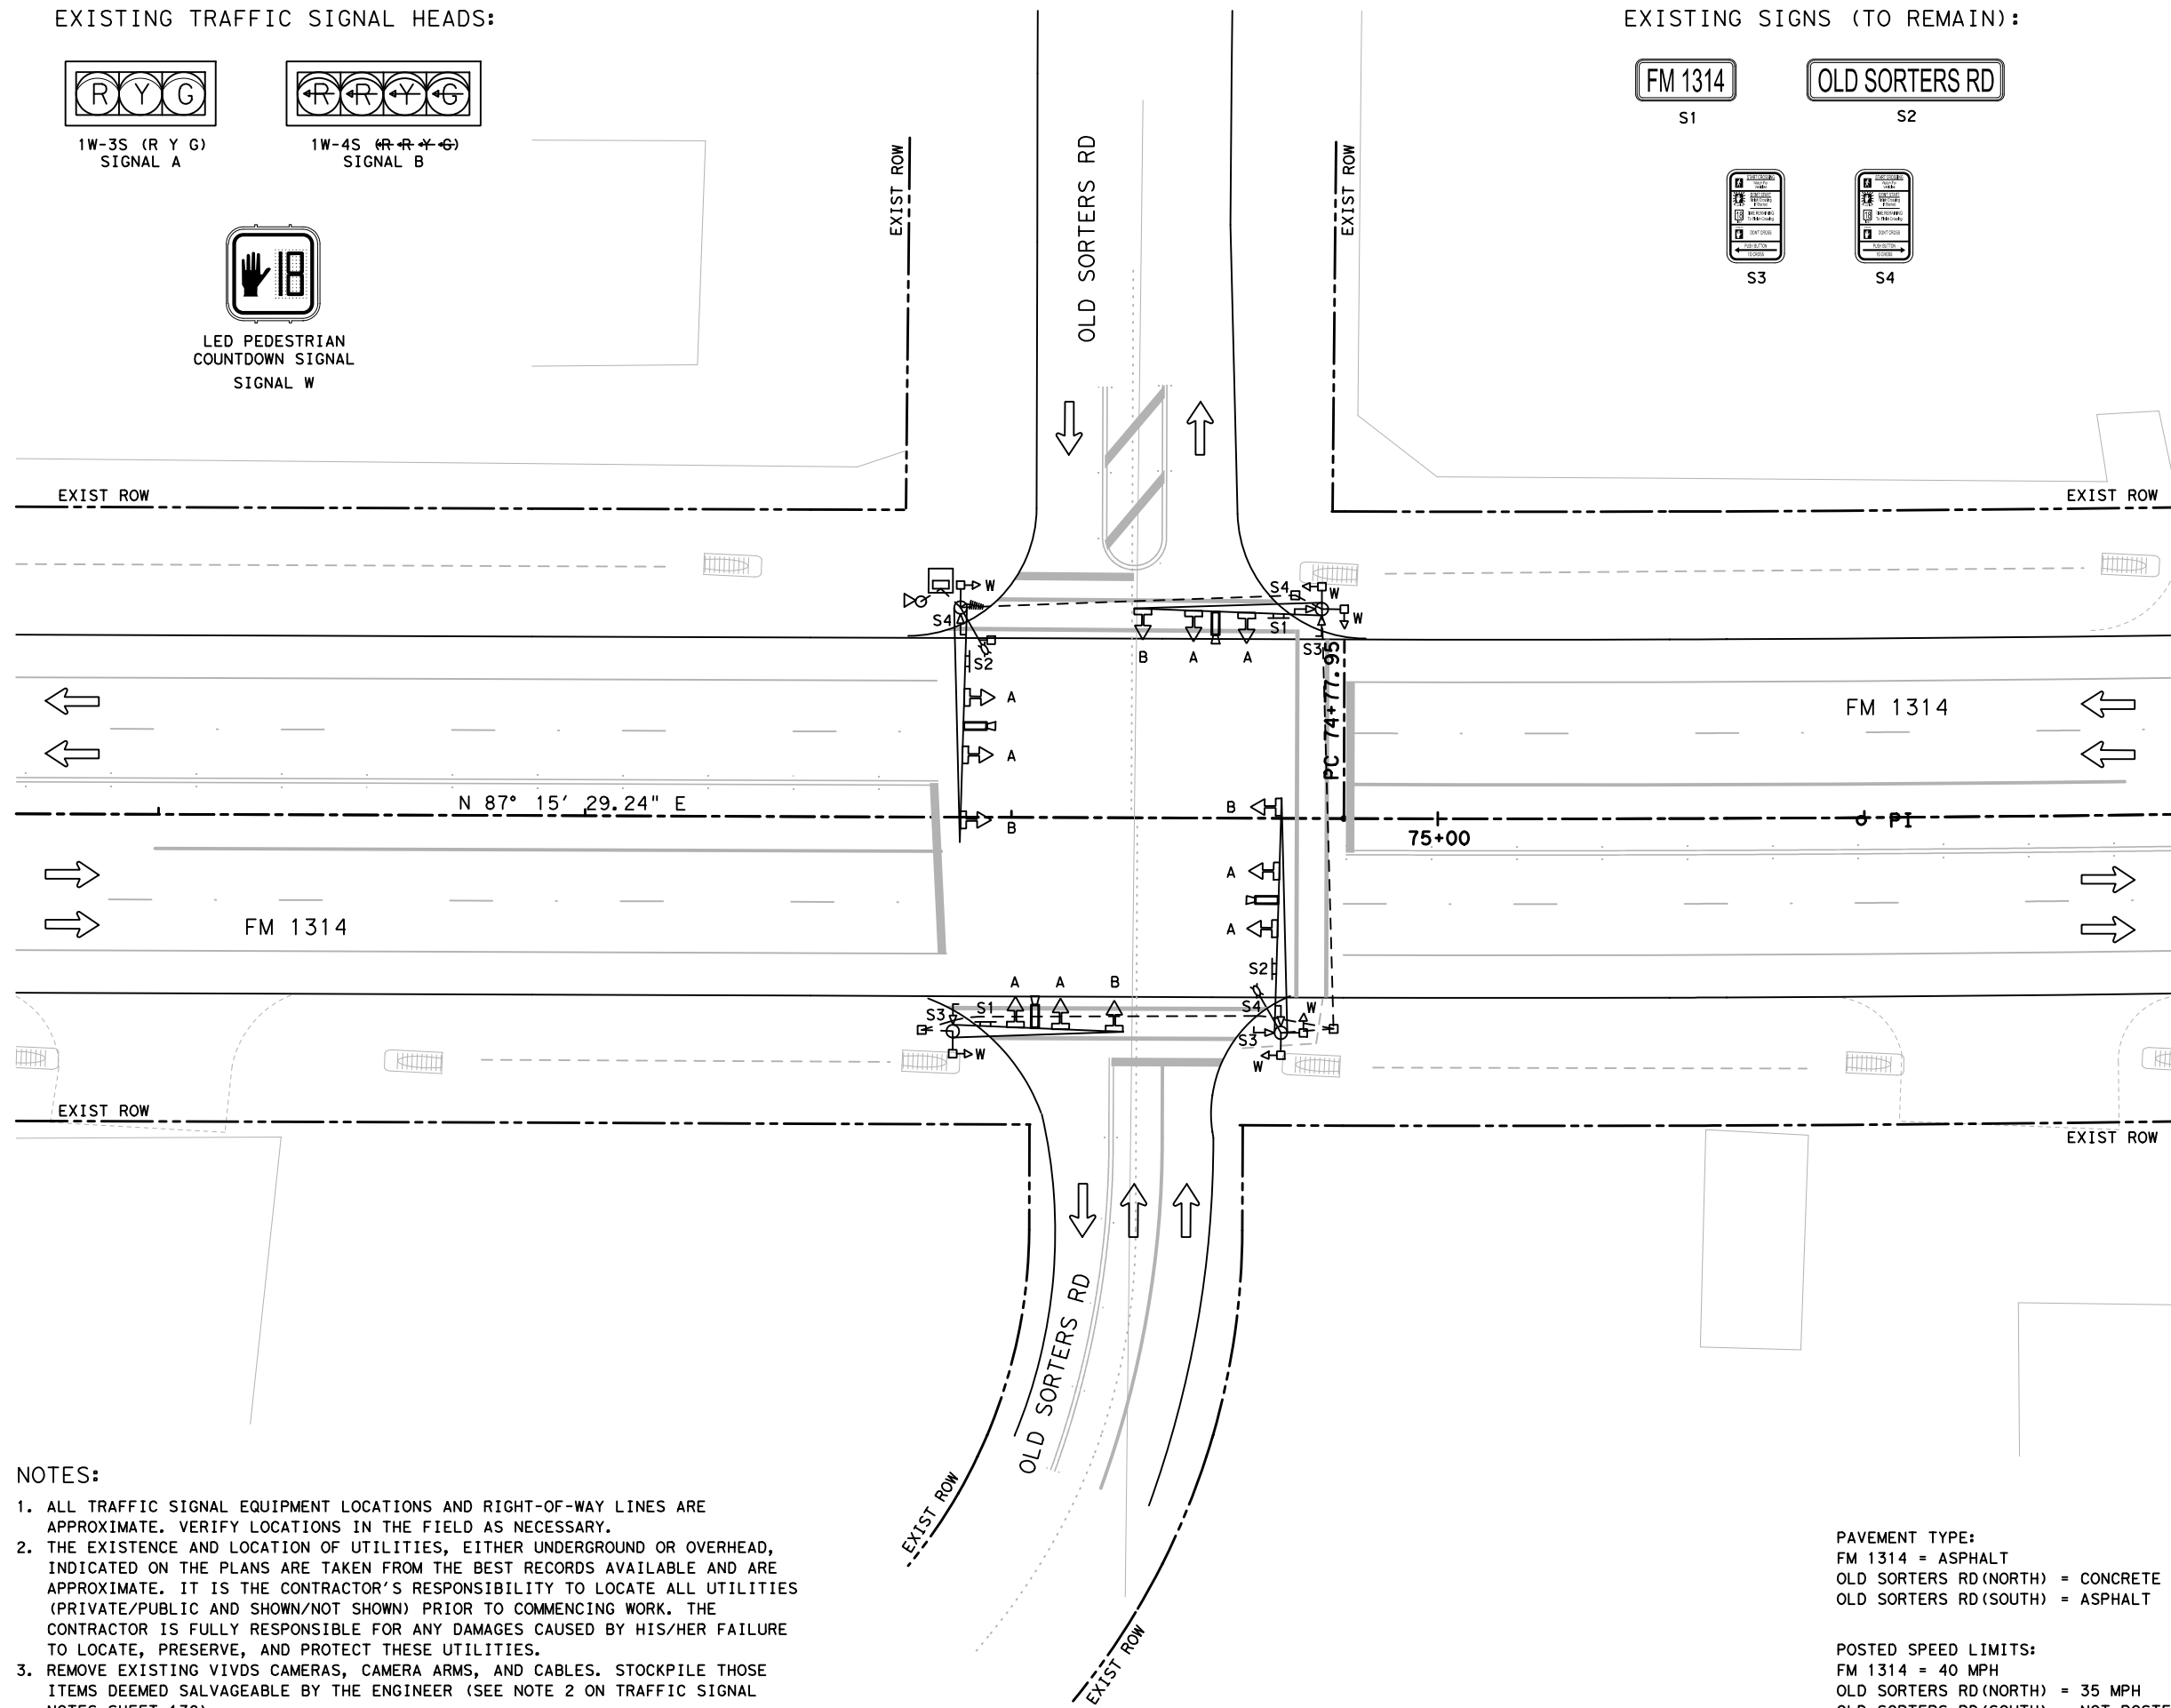 EXISTING TRAFFIC SIGNAL HEADS:
R Y G
R R Y G
1W-3S (R Y G)
SIGNAL A
1W-4S (R R Y G)
SIGNAL B
18
LED PEDESTRIAN
COUNTDOWN SIGNAL
SIGNAL W
EXISTING SIGNS (TO REMAIN):
FM 1314
S1
OLD SORTERS RD
S2
S3
S4
EXIST ROW
OLD SORTERS RD
EXIST ROW
EXIST ROW
EXIST ROW
W
S4
S2
S4
W
W
S1
S3
B
A
A
A
A
B
PC 74+77.95
FM 1314
N 87° 15' 29.24" E
75+00
PI
B
A
A
S2
FM 1314
A
A
B
S3
S1
W
S4
W
S3
W
EXIST ROW
EXIST ROW
OLD SORTERS RD
EXIST ROW
EXIST ROW
NOTES:
1. ALL TRAFFIC SIGNAL EQUIPMENT LOCATIONS AND RIGHT-OF-WAY LINES ARE
APPROXIMATE. VERIFY LOCATIONS IN THE FIELD AS NECESSARY.
2. THE EXISTENCE AND LOCATION OF UTILITIES, EITHER UNDERGROUND OR OVERHEAD,
INDICATED ON THE PLANS ARE TAKEN FROM THE BEST RECORDS AVAILABLE AND ARE
APPROXIMATE. IT IS THE CONTRACTOR'S RESPONSIBILITY TO LOCATE ALL UTILITIES
(PRIVATE/PUBLIC AND SHOWN/NOT SHOWN) PRIOR TO COMMENCING WORK. THE
CONTRACTOR IS FULLY RESPONSIBLE FOR ANY DAMAGES CAUSED BY HIS/HER FAILURE
TO LOCATE, PRESERVE, AND PROTECT THESE UTILITIES.
3. REMOVE EXISTING VIVDS CAMERAS, CAMERA ARMS, AND CABLES. STOCKPILE THOSE
ITEMS DEEMED SALVAGEABLE BY THE ENGINEER (SEE NOTE 2 ON TRAFFIC SIGNAL
PAVEMENT TYPE:
FM 1314 = ASPHALT
OLD SORTERS RD(NORTH) = CONCRETE
OLD SORTERS RD(SOUTH) = ASPHALT
POSTED SPEED LIMITS:
FM 1314 = 40 MPH
OLD SORTERS RD(NORTH) = 35 MPH